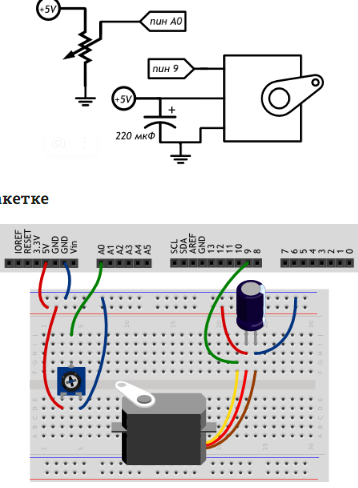 +5V
пин A0
пин 9
+5V
+
220 мкФ
акетке
IOREF
RESET
3.3V
5V
GND
GND
Vin
A0
A1
A2
A3
A4
A5
SCL
SDA
AREF
GND
13
12
11
10
9
8
7
6
5
4
3
2
1
0